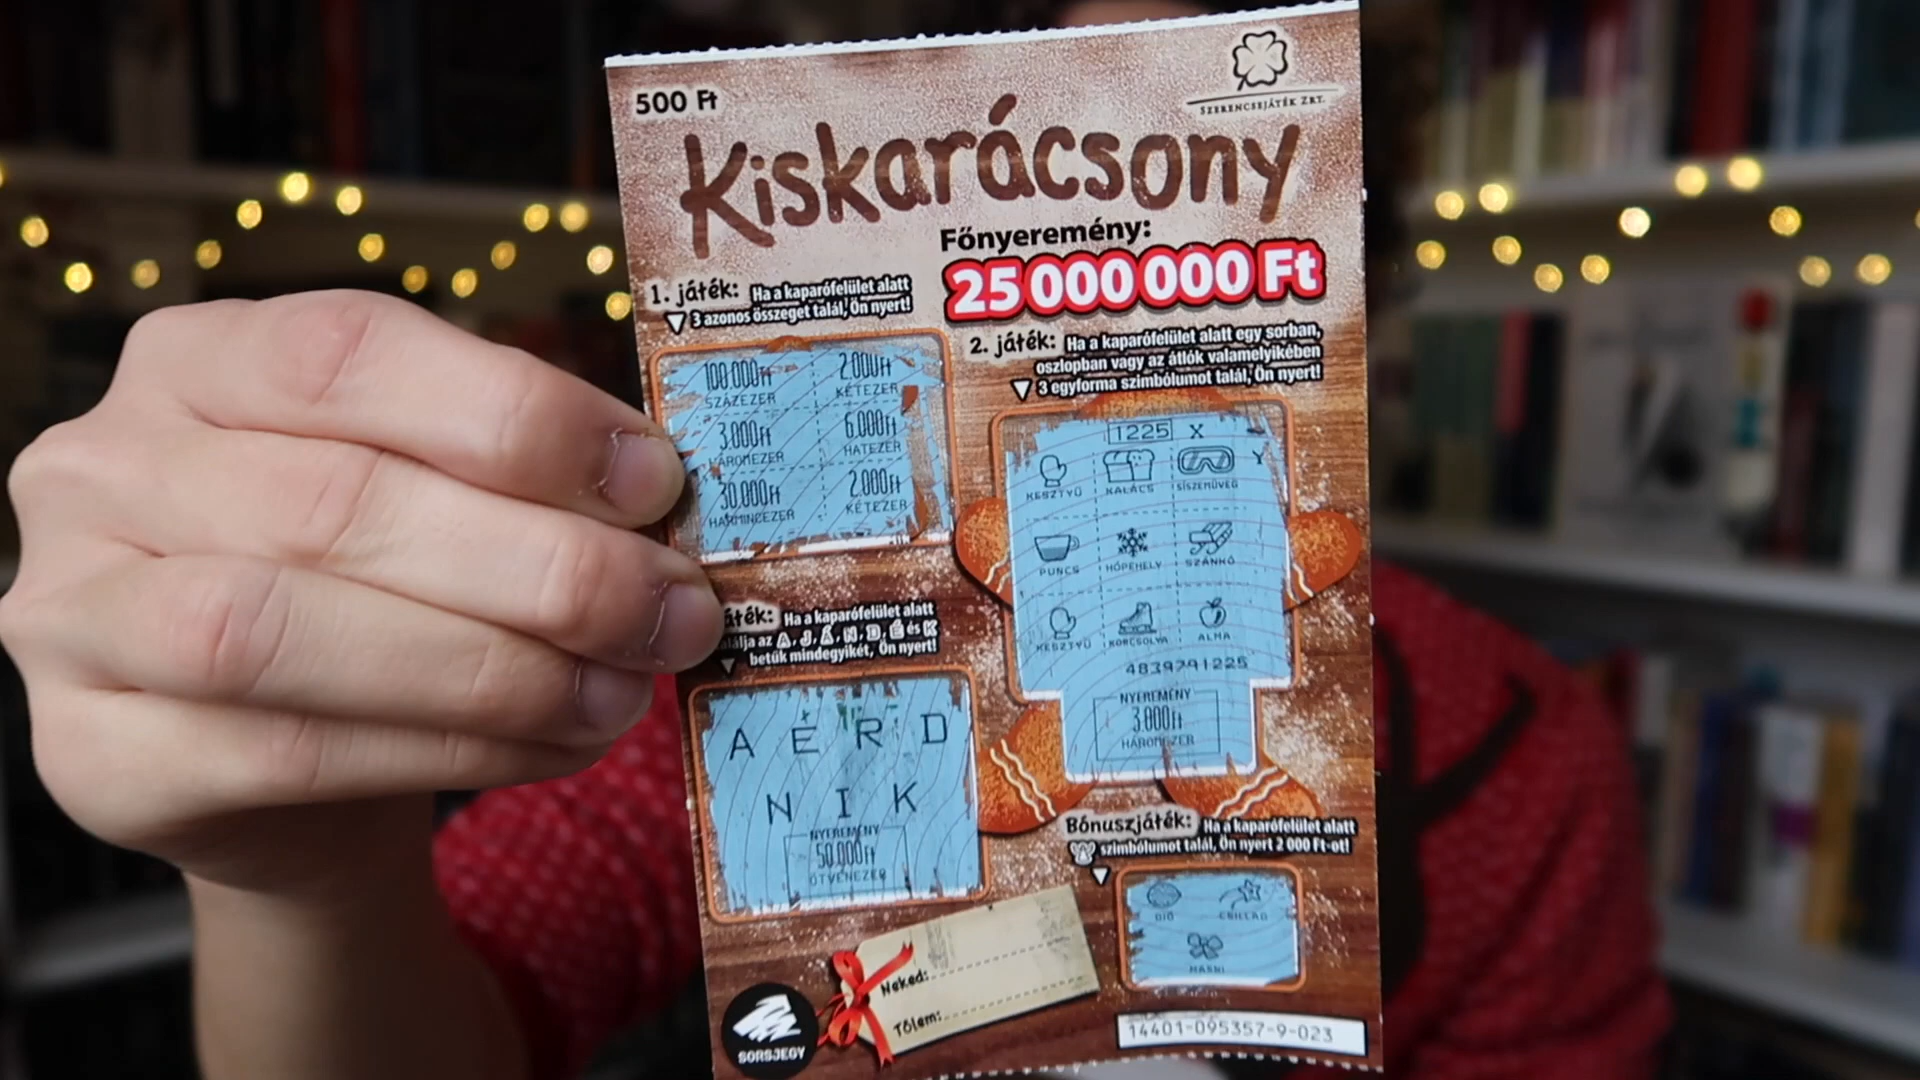 500 Ft
SZERENCSEJÁTÉK ZRT.
Kiskarácsony
Főnyeremény:
25 000 000 Ft
1. játék: Ha a kaparófelület alatt
3 azonos összeget talál, Ön nyert!
100.000Ft 2.000Ft
SZÁZEZER KÉTEZER
3.000Ft 6.000Ft
HÁROMEZER HATEZER
30.000Ft 2.000Ft
HARMINCEZER KÉTEZER
2. játék: Ha a kaparófelület alatt egy sorban,
oszlopban vagy az átlók valamelyikében
3 egyforma szimbólumot talál, Ön nyert!
1225 X
Y
KESZTYŰ KALÁCS SÍSZEMÜVEG
PUNCS HÓPEHELY SZÁNKÓ
KESZTYŰ KORCSOLYA ALMA
4839791225
NYEREMÉNY
3.000Ft
HÁROMEZER
játék: Ha a kaparófelület alatt
találja az A, J, Á, N, D, É és K
betűk mindegyikét, Ön nyert!
A É R D
N I K
NYEREMÉNY
50.000Ft
ÖTVENEZER
Bónuszjáték: Ha a kaparófelület alatt
szimbólumot talál, Ön nyert 2 000 Ft-ot!
DIÓ CSILLAG
MASNI
Neked:
Tőlem:
SORSJEGY
14401-095357-9-023